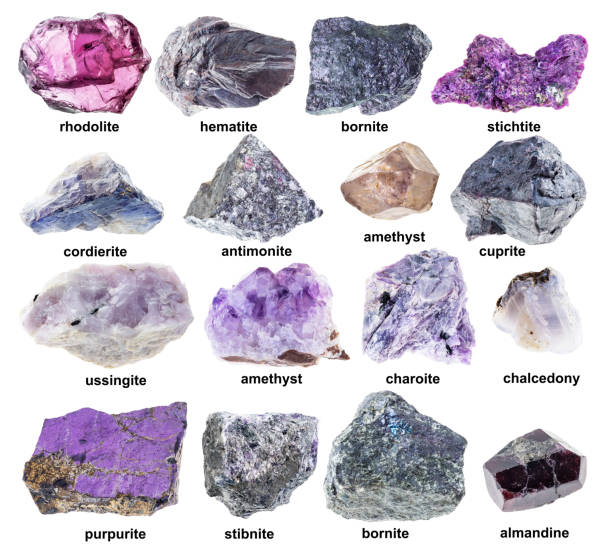 rhodolite
hematite
bornite
stichtite
cordierite
antimonite
amethyst
cuprite
ussingite
amethyst
charoite
chalcedony
purpurite
stibnite
bornite
almandine